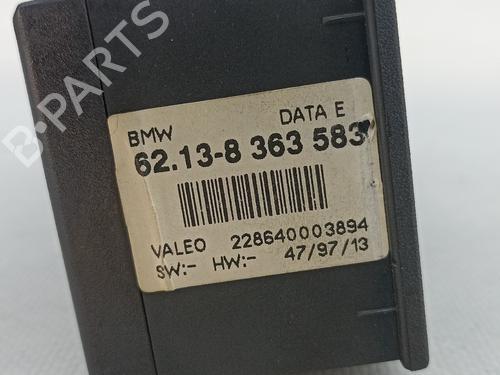 BMW DATA E
62.13-8 363 583
VALEO 228640003894
SW:- HW:- 47/97/13
B-PARTS